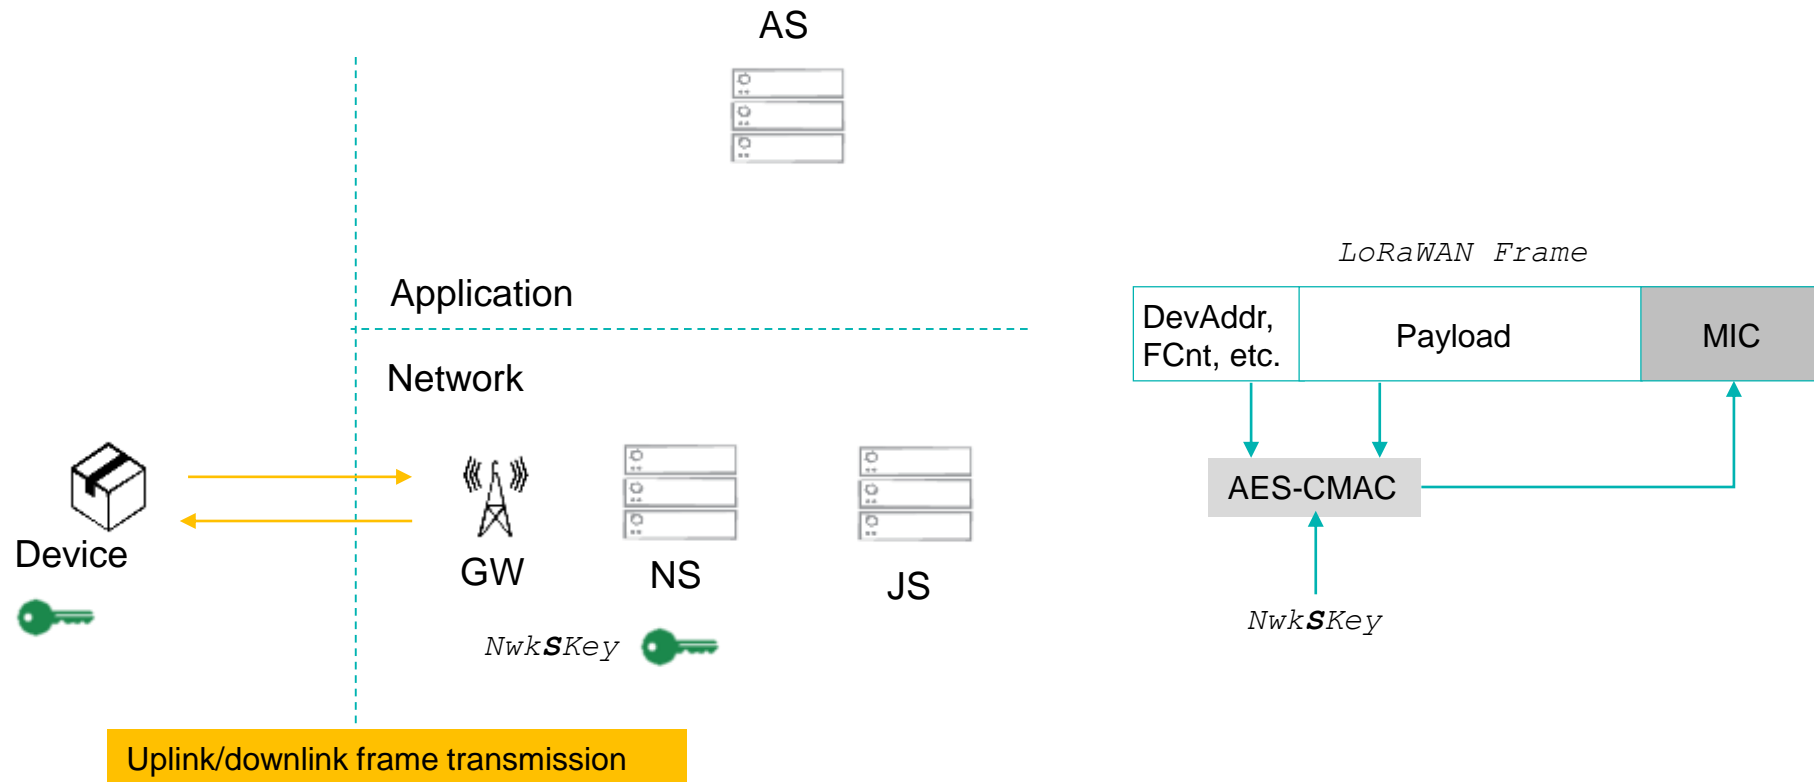 AS
Application
Network
Device
GW
NS
JS
NwkSKey
Uplink/downlink frame transmission
LoRaWAN Frame
DevAddr,
FCnt, etc.
Payload
MIC
AES-CMAC
NwkSKey